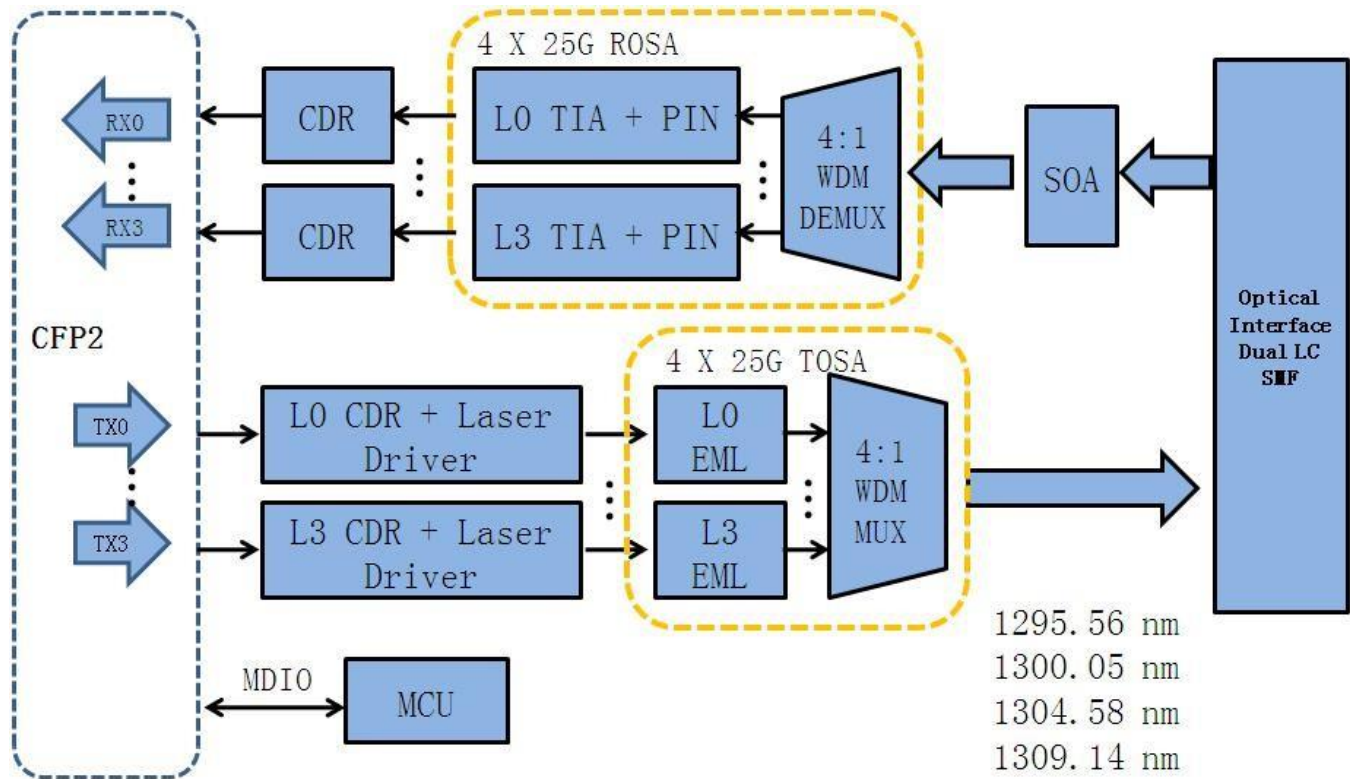 4 X 25G ROSA
RX0
CDR
L0 TIA + PIN
4:1
WDM
DEMUX
SOA
RX3
CDR
L3 TIA + PIN
Optical
Interface
Dual LC
SMF
CFP2
4 X 25G TOSA
TX0
L0 CDR + Laser
Driver
L0
EML
4:1
WDM
MUX
TX3
L3 CDR + Laser
Driver
L3
EML
1295.56 nm
1300.05 nm
1304.58 nm
1309.14 nm
MDIO
MCU